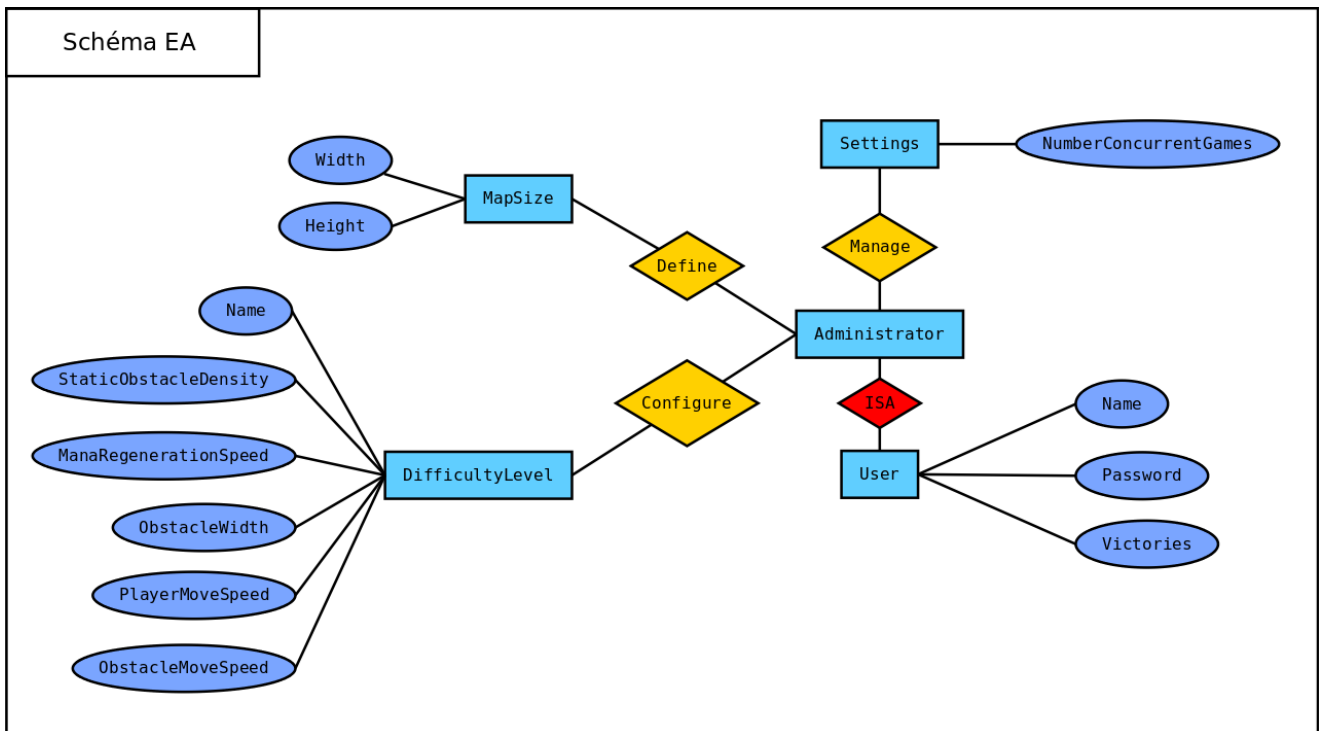 Schéma EA
Settings
NumberConcurrentGames
Width
MapSize
Height
Manage
Define
Name
Administrator
StaticObstacleDensity
Configure
ISA
Name
ManaRegenerationSpeed
DifficultyLevel
User
Password
ObstacleWidth
Victories
PlayerMoveSpeed
ObstacleMoveSpeed